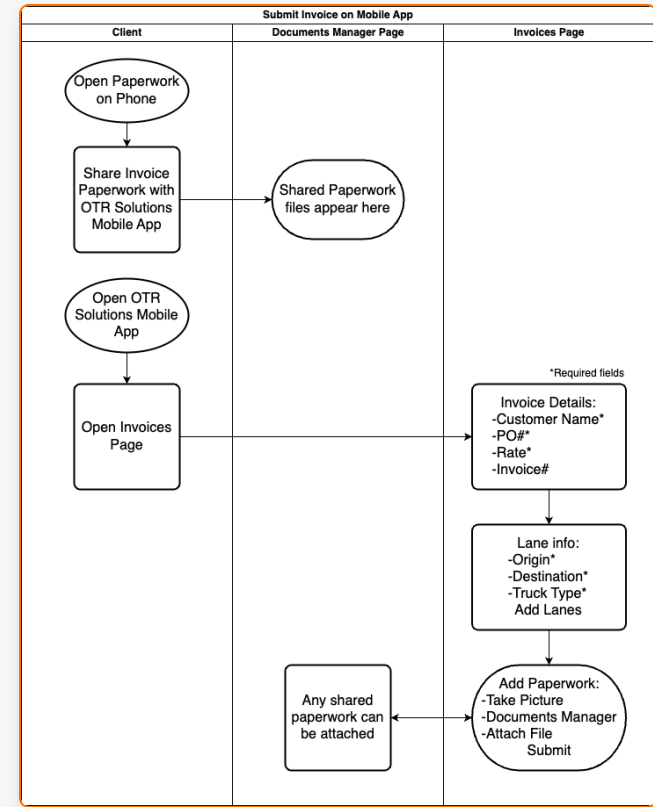 Submit Invoice on Mobile App
Client
Documents Manager Page
Invoices Page
Open Paperwork
on Phone
Share Invoice
Paperwork with
OTR Solutions
Mobile App
Shared Paperwork
files appear here
Open OTR
Solutions Mobile
App
Open Invoices
Page
*Required fields
Invoice Details:
-Customer Name*
-PO#*
-Rate*
-Invoice#
Lane info:
-Origin*
-Destination*
-Truck Type*
Add Lanes
Any shared
paperwork can
be attached
Add Paperwork:
-Take Picture
-Documents Manager
-Attach File
Submit